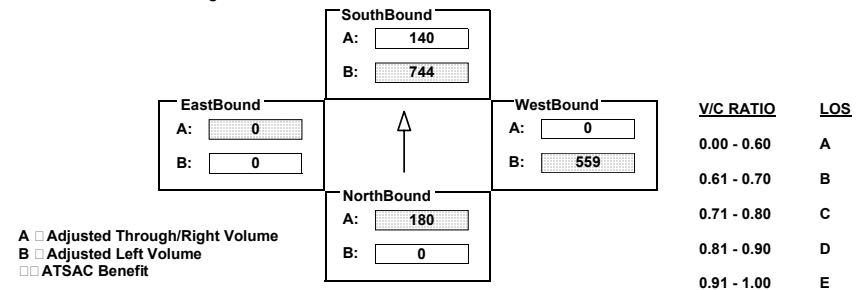 SouthBound
A: 140
B: 744
EastBound
A: 0
B: 0
WestBound
A: 0
B: 559
NorthBound
A: 180
B: 0
A □ Adjusted Through/Right Volume
B □ Adjusted Left Volume
□□ ATSAC Benefit
V/C RATIO LOS
0.00 - 0.60 A
0.61 - 0.70 B
0.71 - 0.80 C
0.81 - 0.90 D
0.91 - 1.00 E